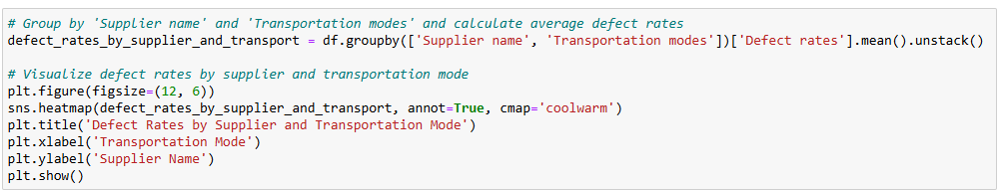 # Group by 'Supplier name' and 'Transportation modes' and calculate average defect rates
defect_rates_by_supplier_and_transport = df.groupby(['Supplier name', 'Transportation modes'])['Defect rates'].mean().unstack()

# Visualize defect rates by supplier and transportation mode
plt.figure(figsize=(12, 6))
sns.heatmap(defect_rates_by_supplier_and_transport, annot=True, cmap='coolwarm')
plt.title('Defect Rates by Supplier and Transportation Mode')
plt.xlabel('Transportation Mode')
plt.ylabel('Supplier Name')
plt.show()